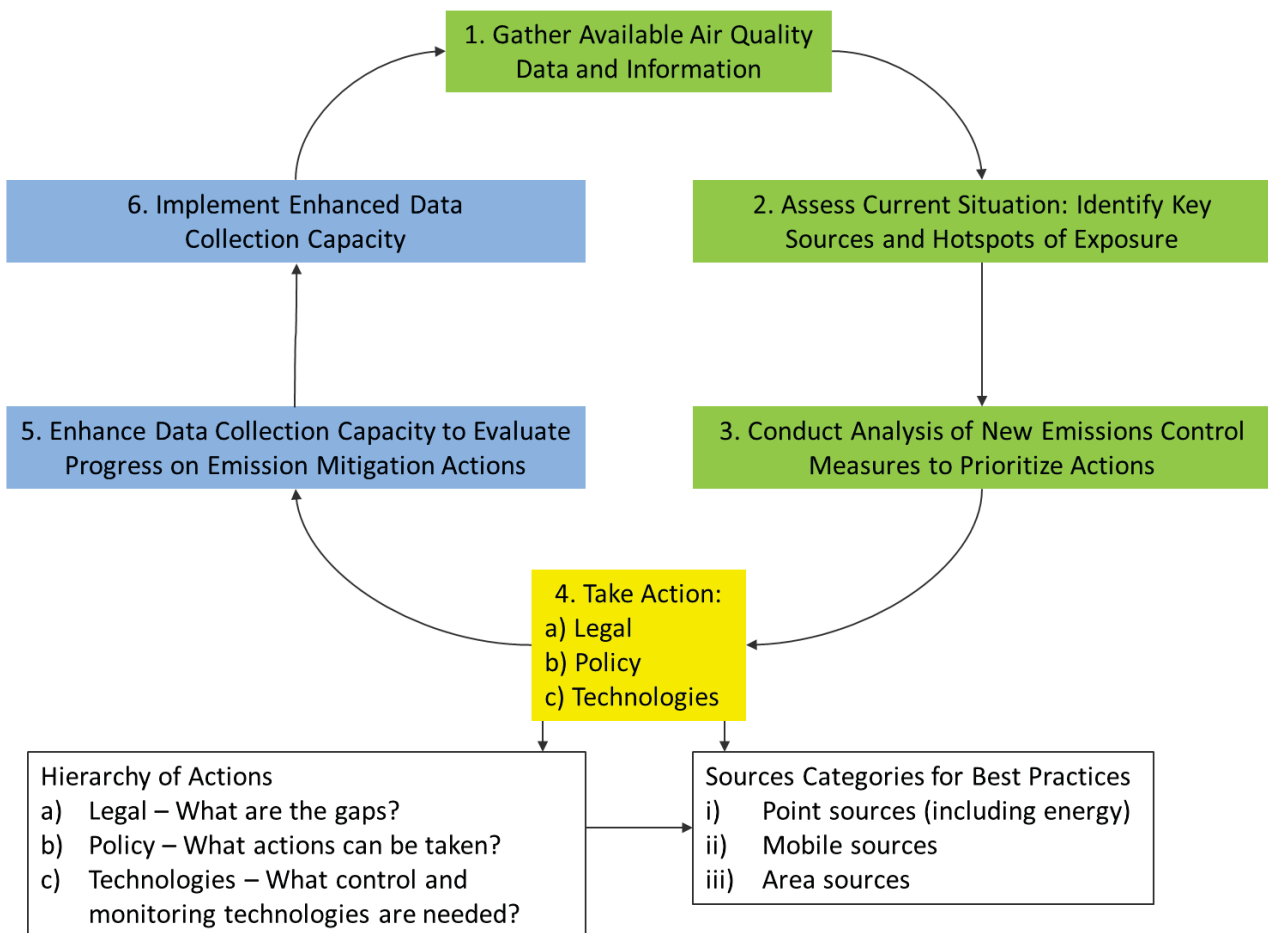 1. Gather Available Air Quality
Data and Information
6. Implement Enhanced Data
Collection Capacity
2. Assess Current Situation: Identify Key
Sources and Hotspots of Exposure
5. Enhance Data Collection Capacity to Evaluate
Progress on Emission Mitigation Actions
3. Conduct Analysis of New Emissions Control
Measures to Prioritize Actions
4. Take Action:
a) Legal
b) Policy
c) Technologies
Hierarchy of Actions
a) Legal – What are the gaps?
b) Policy – What actions can be taken?
c) Technologies – What control and
monitoring technologies are needed?
Sources Categories for Best Practices
i) Point sources (including energy)
ii) Mobile sources
iii) Area sources